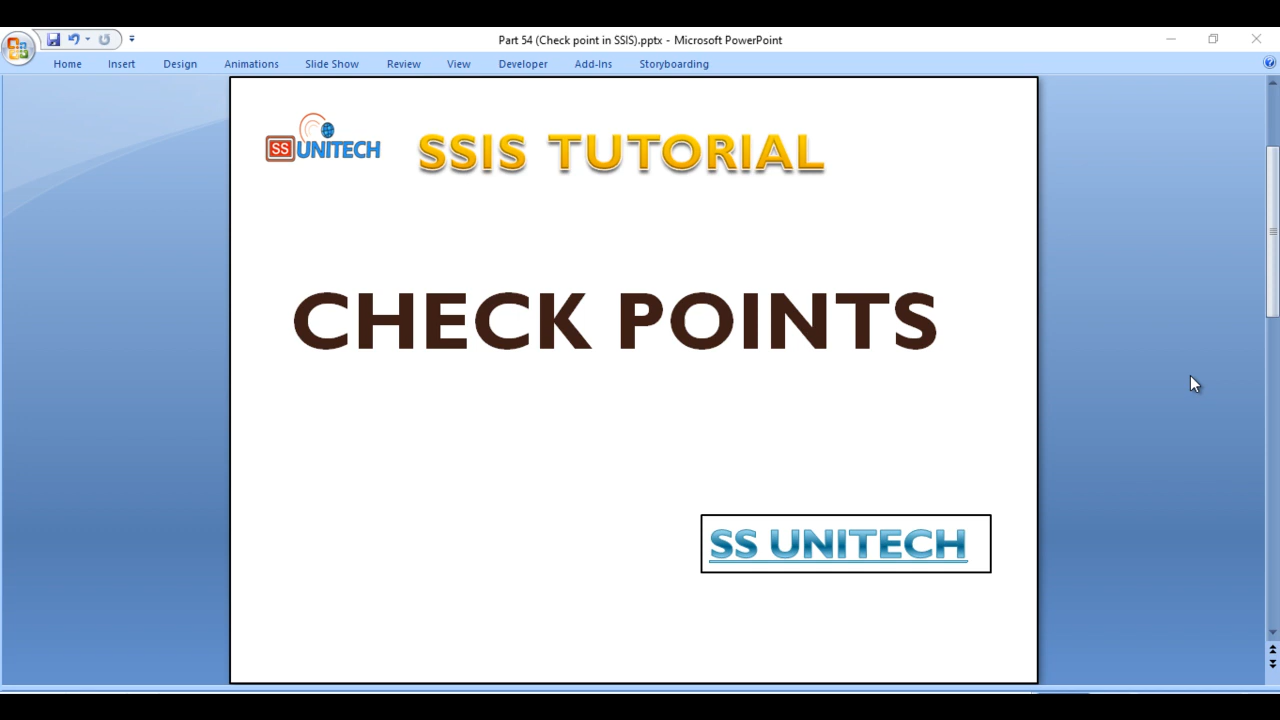 Part 54 (Check point in SSIS).pptx - Microsoft PowerPoint
Home Insert Design Animations Slide Show Review View Developer Add-Ins Storyboarding
SS UNITECH SSIS TUTORIAL
CHECK POINTS
SS UNITECH